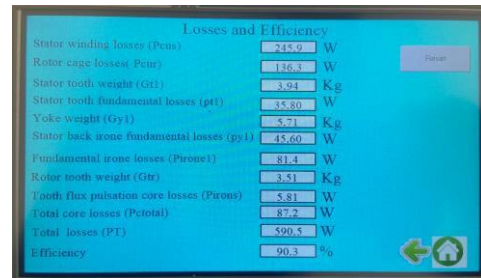 Losses and Efficiency
Stator winding losses (Pcus) 245.9 W
Rotor cage losses( Pcur) 136.3 W
Stator tooth weight (Gt1) 3.94 Kg
Stator tooth fundamental losses (pt1) 35.80 W
Yoke weight (Gy1) 5.71 Kg
Stator back irone fundamental losses (py1) 45.60 W
Fundamental irone losses (Pirone1) 81.4 W
Rotor tooth weight (Gtr) 3.51 Kg
Tooth flux puisation core losses (Pirons) 5.81 W
Total core losses (Pctotal) 87.2 W
Total losses (PT) 590.5 W
Efficiency 90.3 %
Reset